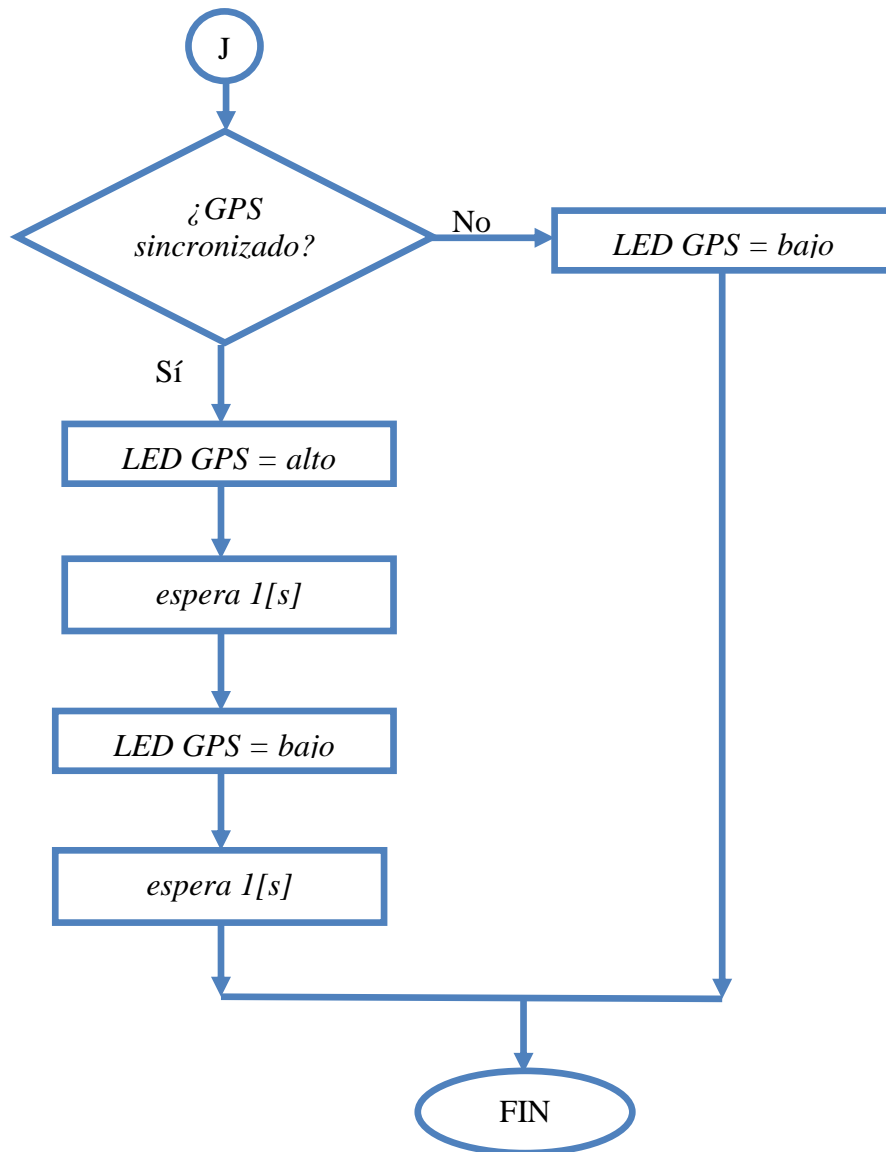 J
¿GPS
sincronizado?
No
LED GPS = bajo
Sí
LED GPS = alto
espera 1[s]
LED GPS = bajo
espera 1[s]
FIN